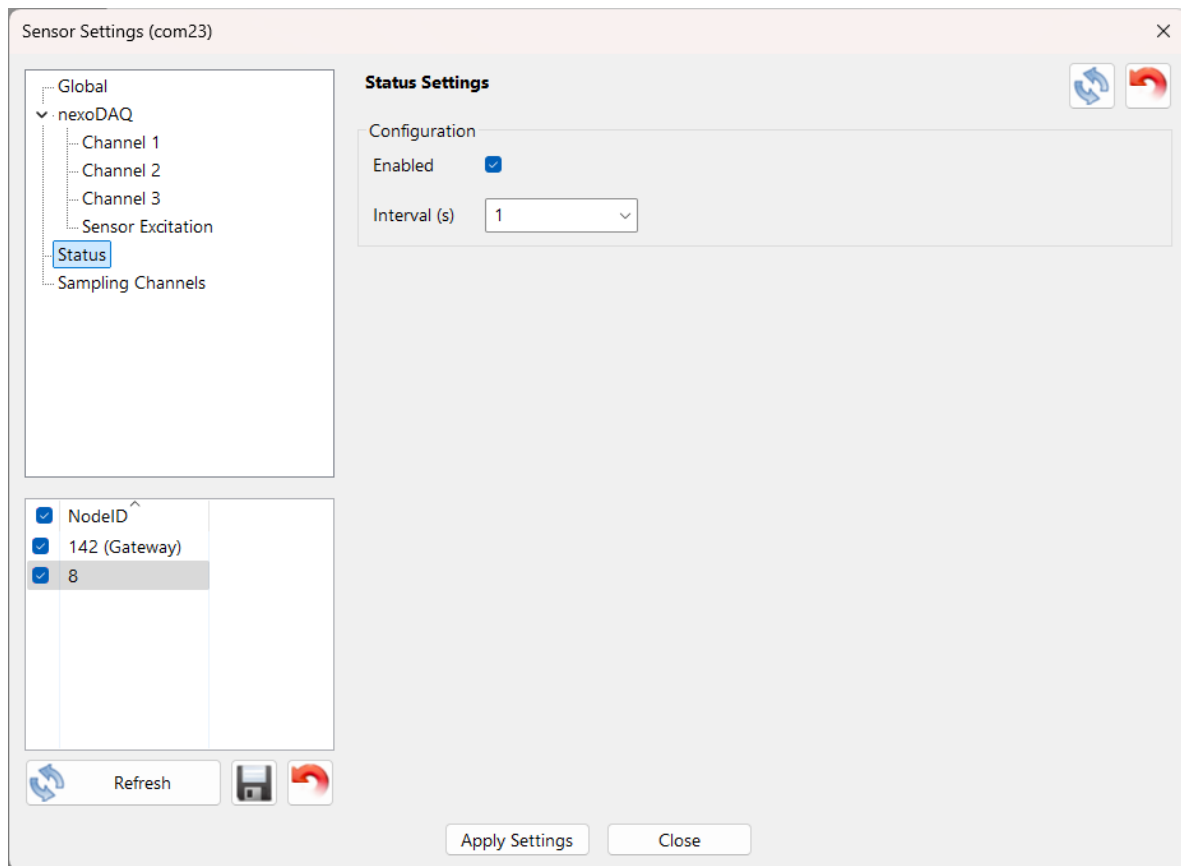 Sensor Settings (com23)
Global
nexoDAQ
Channel 1
Channel 2
Channel 3
Sensor Excitation
Status
Sampling Channels
Status Settings
Configuration
Enabled
Interval (s) 1
NodeID
142 (Gateway)
8
Refresh
Apply Settings Close